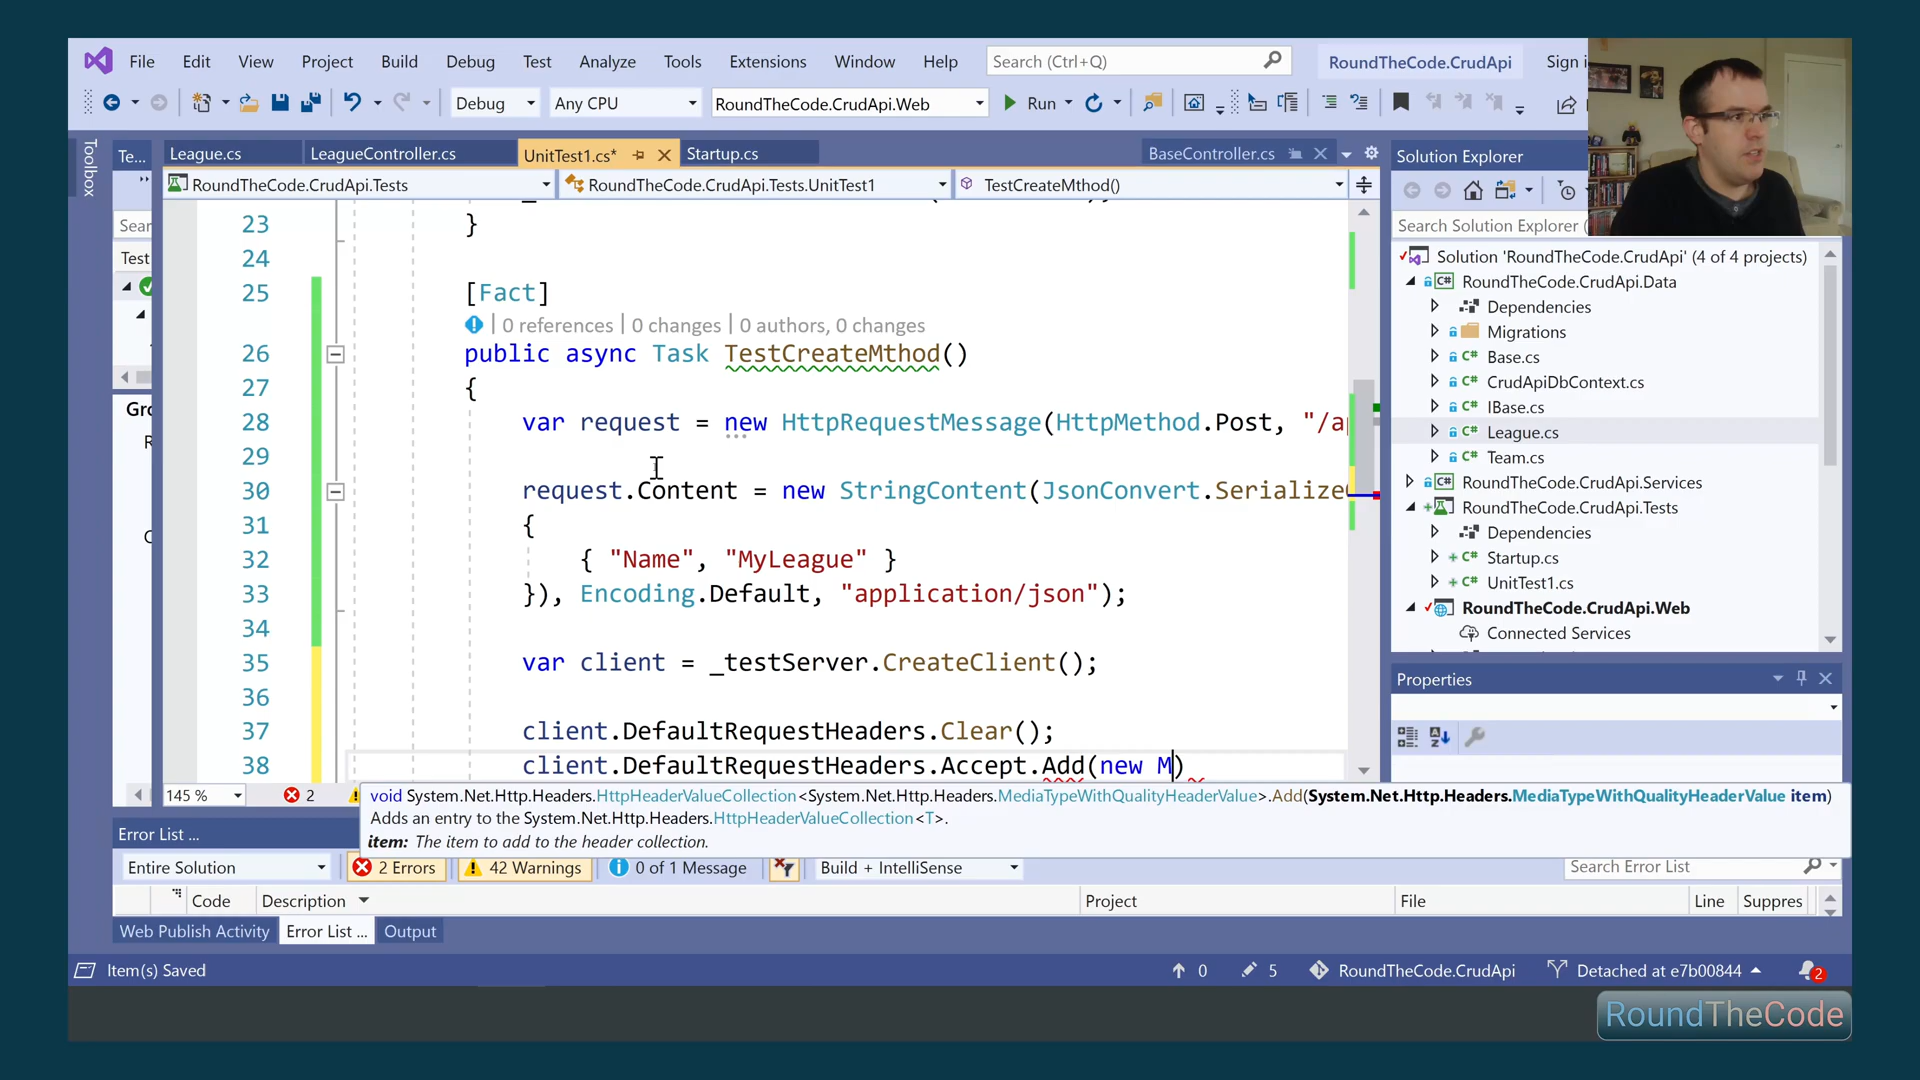 File Edit View Project Build Debug Test Analyze Tools Extensions Window Help Search (Ctrl+Q) RoundTheCode.CrudApi Sign i
Debug Any CPU RoundTheCode.CrudApi.Web Run
Toolbox
Te... League.cs LeagueController.cs UnitTest1.cs* Startup.cs BaseController.cs Solution Explorer
RoundTheCode.CrudApi.Tests RoundTheCode.CrudApi.Tests.UnitTest1 TestCreateMthod()
Sear
Test
Gro
Search Solution Explorer (
23 }
24
25 [Fact]
0 references | 0 changes | 0 authors, 0 changes
26 public async Task TestCreateMthod()
27 {
28 var request = new HttpRequestMessage(HttpMethod.Post, "/ap
29
30 request.Content = new StringContent(JsonConvert.Serialize
31 {
32 { "Name", "MyLeague" }
33 }), Encoding.Default, "application/json");
34
35 var client = _testServer.CreateClient();
36
37 client.DefaultRequestHeaders.Clear();
38 client.DefaultRequestHeaders.Accept.Add(new M)
Solution 'RoundTheCode.CrudApi' (4 of 4 projects)
RoundTheCode.CrudApi.Data
Dependencies
Migrations
Base.cs
CrudApiDbContext.cs
IBase.cs
League.cs
Team.cs
RoundTheCode.CrudApi.Services
RoundTheCode.CrudApi.Tests
Dependencies
Startup.cs
UnitTest1.cs
RoundTheCode.CrudApi.Web
Connected Services
Properties
145 % 2
void System.Net.Http.Headers.HttpHeaderValueCollection<System.Net.Http.Headers.MediaTypeWithQualityHeaderValue>.Add(System.Net.Http.Headers.MediaTypeWithQualityHeaderValue item)
Adds an entry to the System.Net.Http.Headers.HttpHeaderValueCollection<T>.
item: The item to add to the header collection.
Error List ...
Entire Solution 2 Errors 42 Warnings 0 of 1 Message Build + IntelliSense Search Error List
Code Description Project File Line Suppres
Web Publish Activity Error List ... Output
Item(s) Saved 0 5 RoundTheCode.CrudApi Detached at e7b00844 2
RoundTheCode